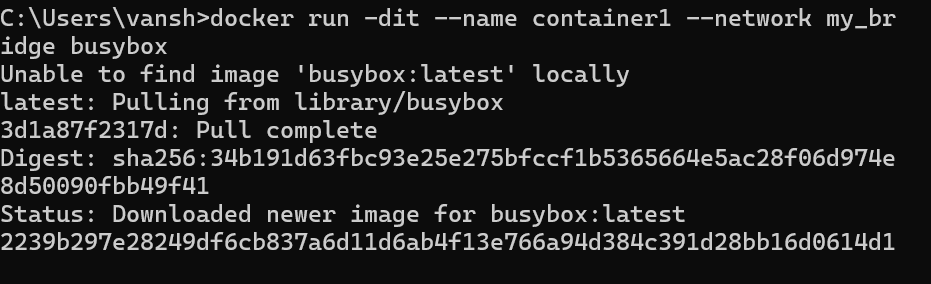 C:\Users\vansh>docker run -dit --name container1 --network my_br
idge busybox
Unable to find image 'busybox:latest' locally
latest: Pulling from library/busybox
3d1a87f2317d: Pull complete
Digest: sha256:34b191d63fbc93e25e275bfccf1b5365664e5ac28f06d974e
8d50090fbb49f41
Status: Downloaded newer image for busybox:latest
2239b297e28249df6cb837a6d11d6ab4f13e766a94d384c391d28bb16d0614d1